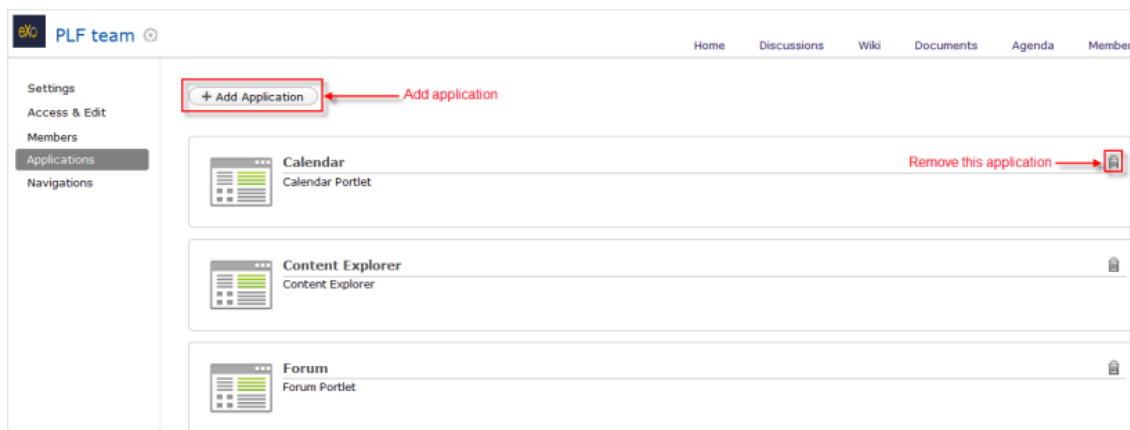 eXo PLF team
Home Discussions Wiki Documents Agenda Member
Settings
Access & Edit
Members
Applications
Navigations
+ Add Application
Add application
Calendar
Calendar Portlet
Remove this application
Content Explorer
Content Explorer
Forum
Forum Portlet